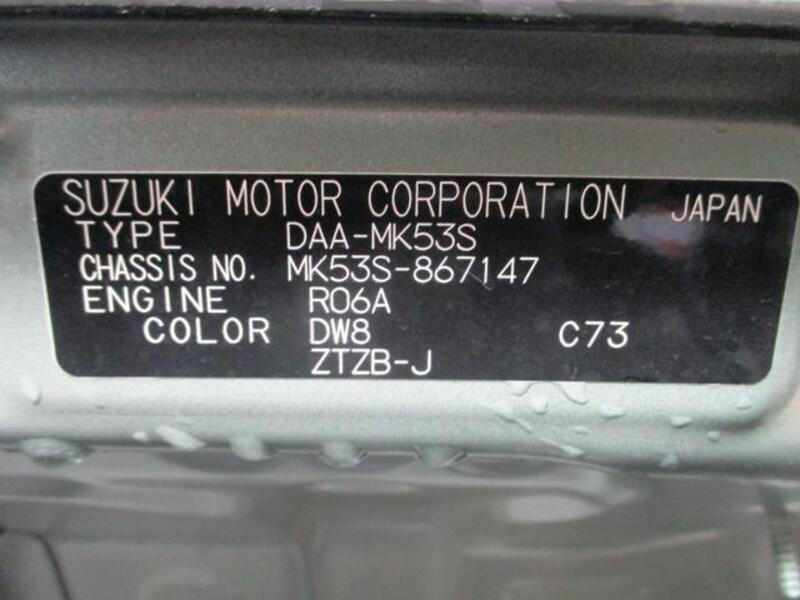 SUZUKI MOTOR CORPORATION JAPAN
TYPE DAA-MK53S
CHASSIS NO. MK53S-867147
ENGINE R06A
COLOR DW8 C73
ZTZB-J